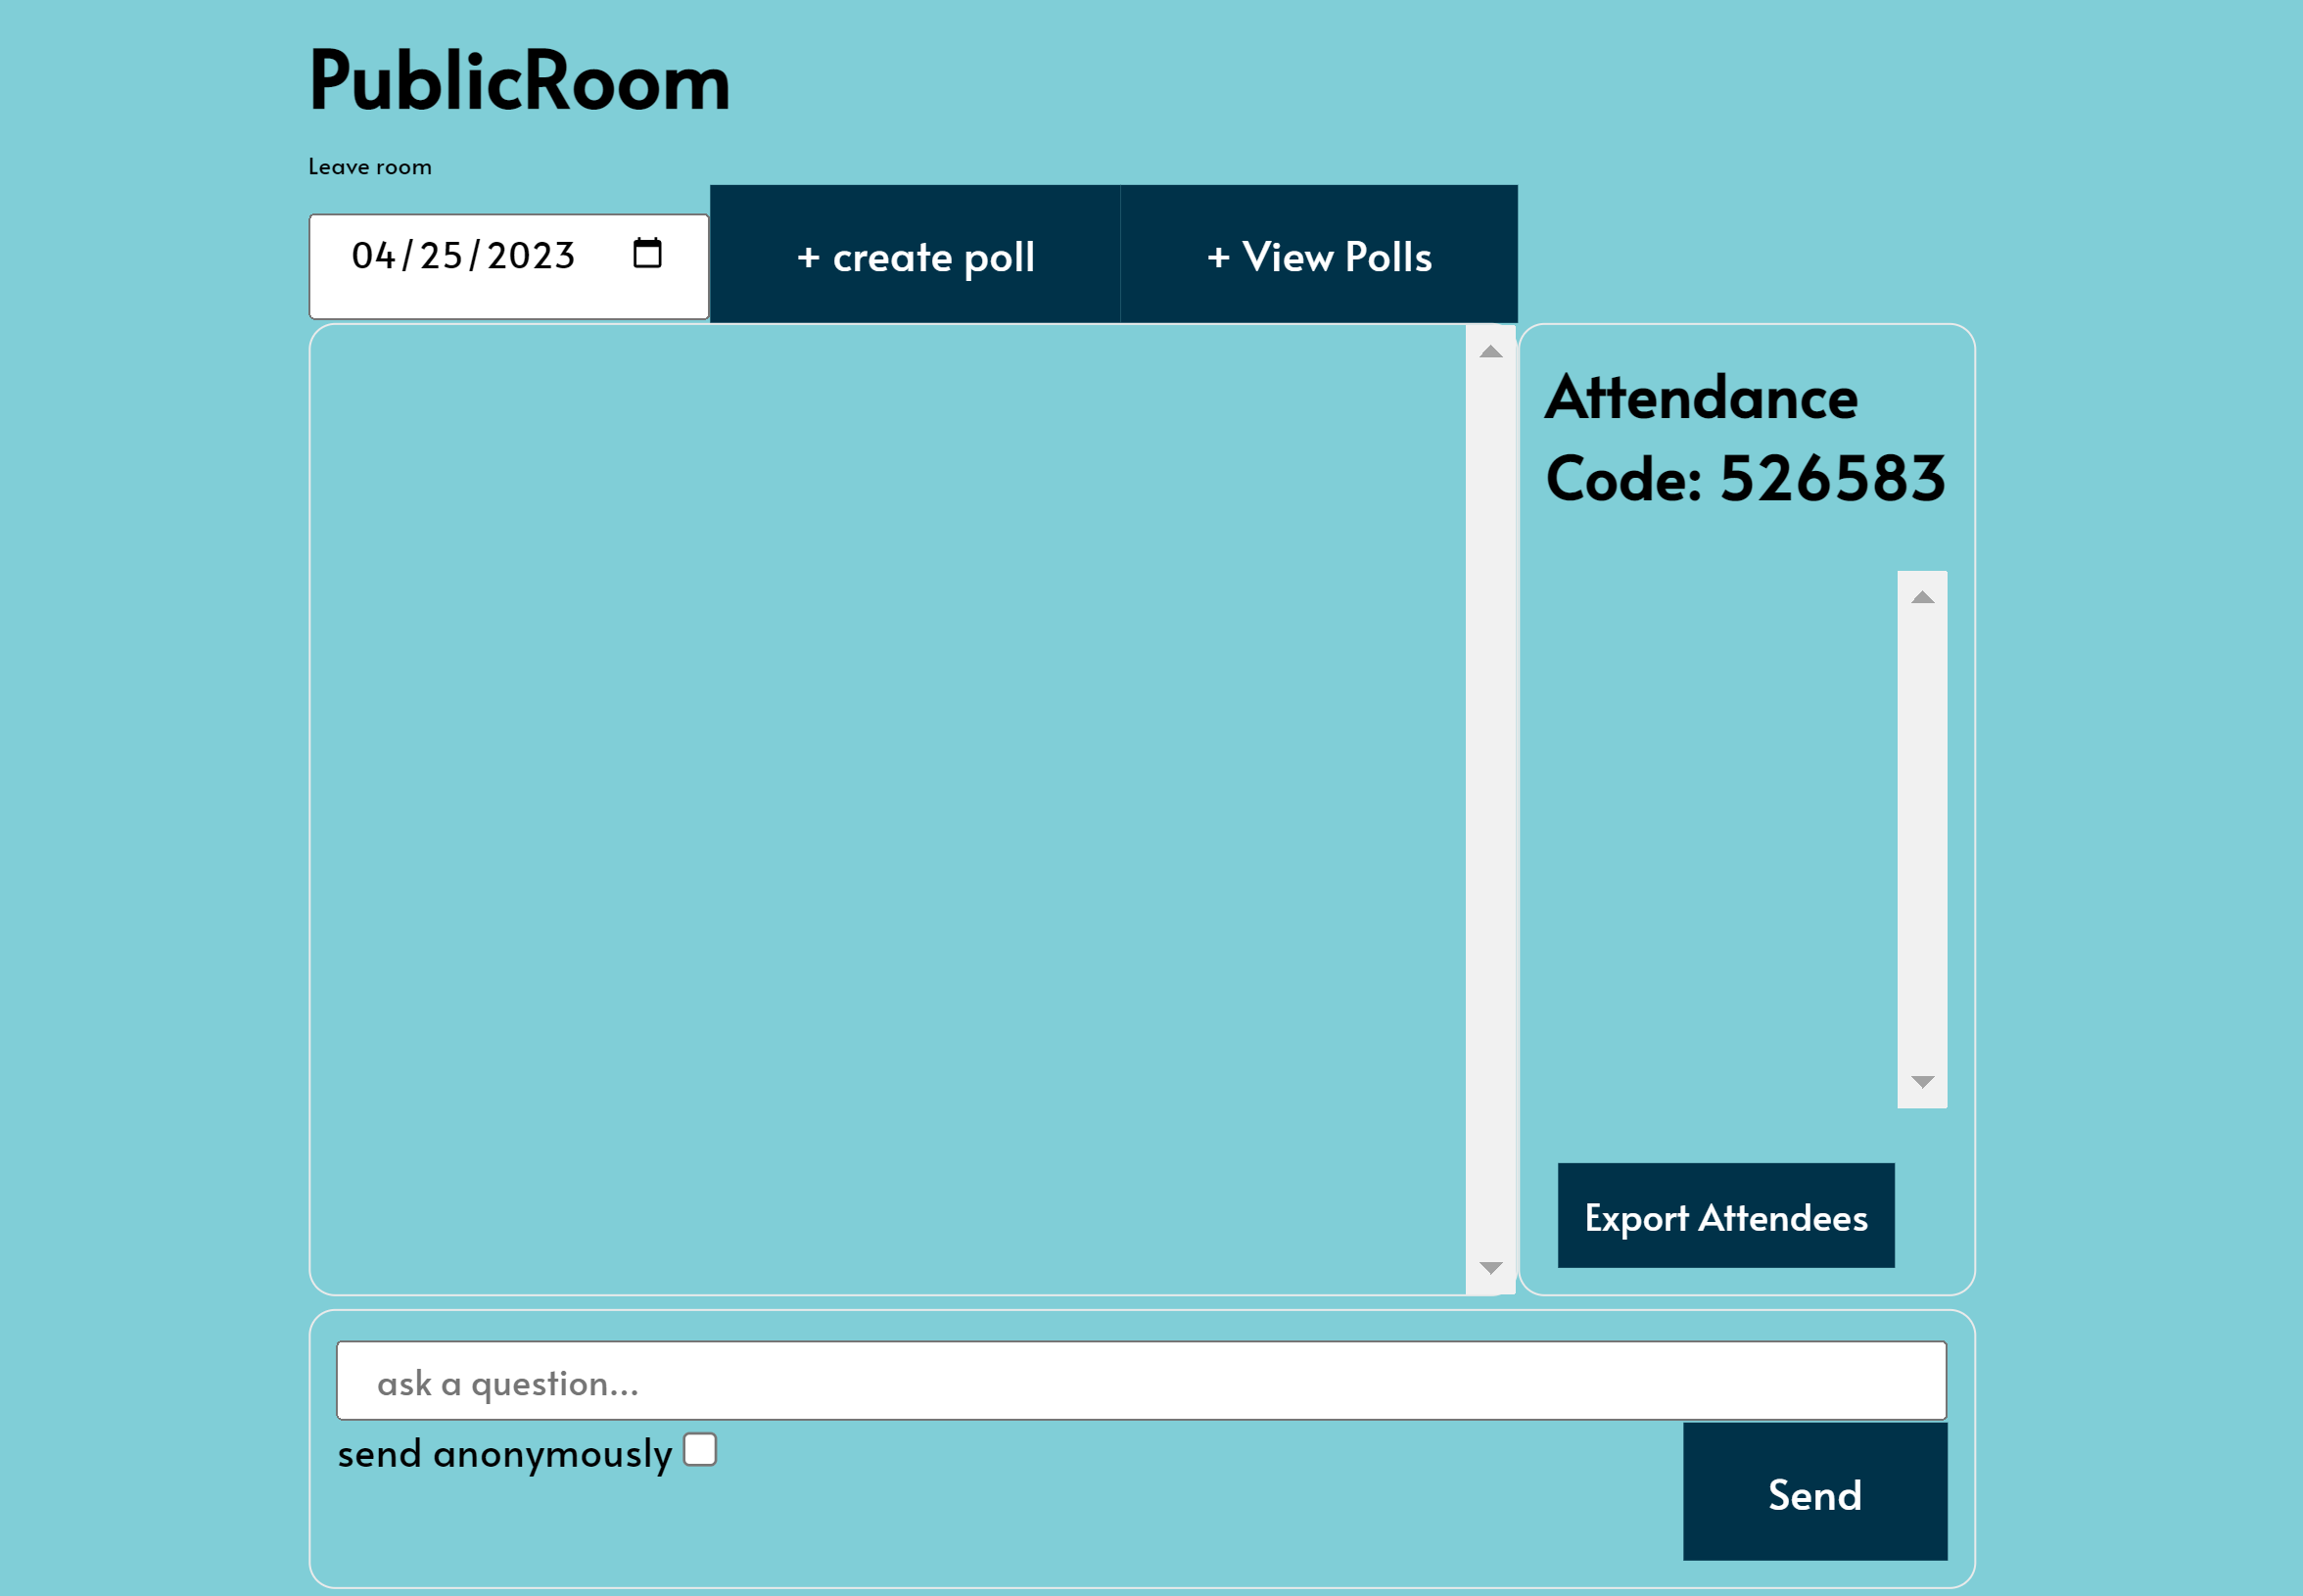 PublicRoom
Leave room
04/25/2023
+ create poll
+ View Polls
Attendance
Code: 526583
Export Attendees
ask a question...
send anonymously
Send